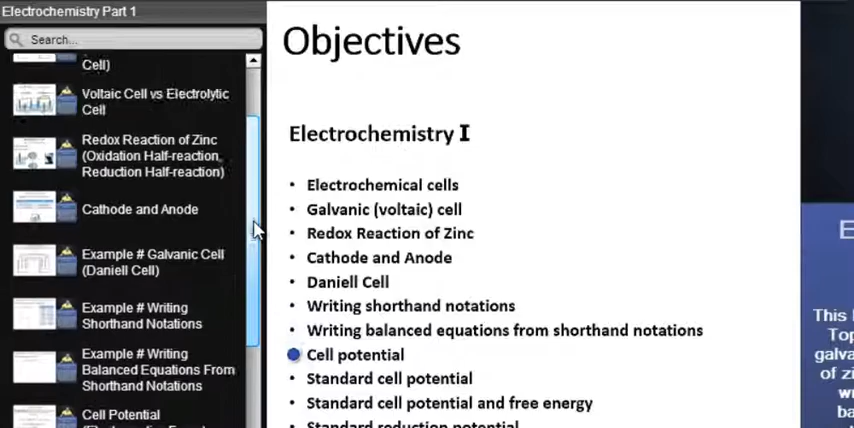 Electrochemistry Part 1
Search...
Cell)
Voltaic Cell vs Electrolytic
Cell
Redox Reaction of Zinc
(Oxidation Half-reaction,
Reduction Half-reaction)
Cathode and Anode
Example # Galvanic Cell
(Daniell Cell)
Example # Writing
Shorthand Notations
Example # Writing
Balanced Equations From
Shorthand Notations
Cell Potential
Objectives
Electrochemistry I
• Electrochemical cells
• Galvanic (voltaic) cell
• Redox Reaction of Zinc
• Cathode and Anode
• Daniell Cell
• Writing shorthand notations
• Writing balanced equations from shorthand notations
Cell potential
• Standard cell potential
• Standard cell potential and free energy
• Standard reduction potential
E
This
Top
galva
of zi
w
ba